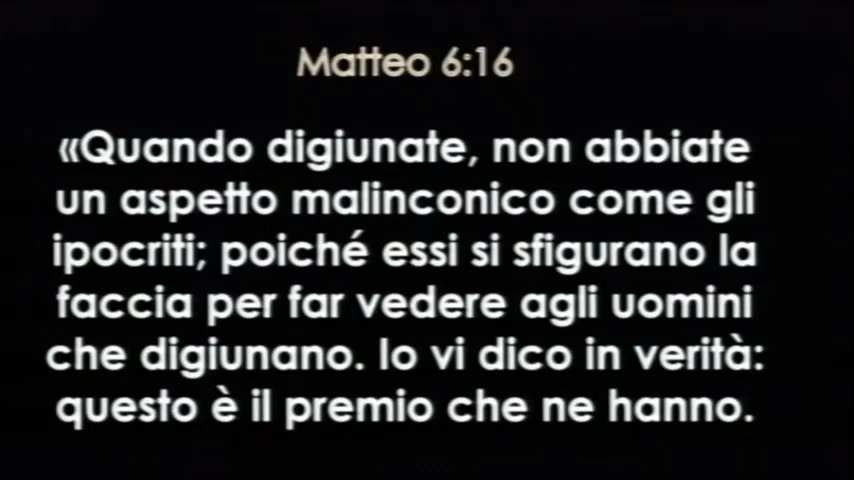 Matteo 6:16
«Quando digiunate, non abbiate
un aspetto malinconico come gli
ipocriti; poiché essi si sfigurano la
faccia per far vedere agli uomini
che digiunano. Io vi dico in verità:
questo è il premio che ne hanno.